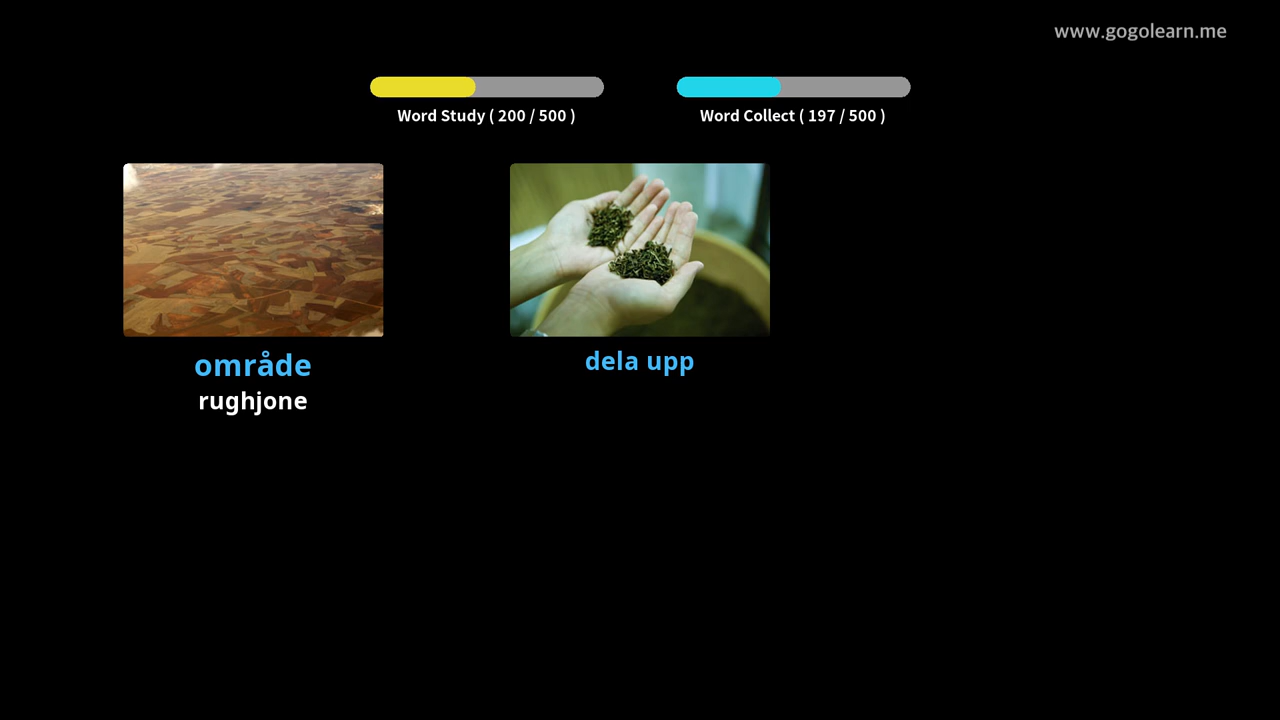 www.gogolearn.me
Word Study ( 200 / 500 )
Word Collect ( 197 / 500 )
område
rughjone
dela upp